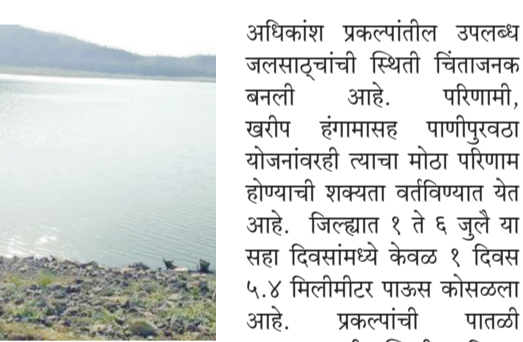 अधिकांश प्रकल्पांतील उपलब्ध
जलसाठ्यांची स्थिती चिंताजनक
बनली आहे. परिणामी,
खरीप हंगामासह पाणीपुरवठा
योजनांवरही त्याचा मोठा परिणाम
होण्याची शक्यता वर्तविण्यात येत
आहे. जिल्ह्यात १ ते ६ जुलै या
सहा दिवसांमध्ये केवळ १ दिवस
५.४ मिलीमीटर पाऊस कोसळला
आहे. प्रकल्पांची पातळी